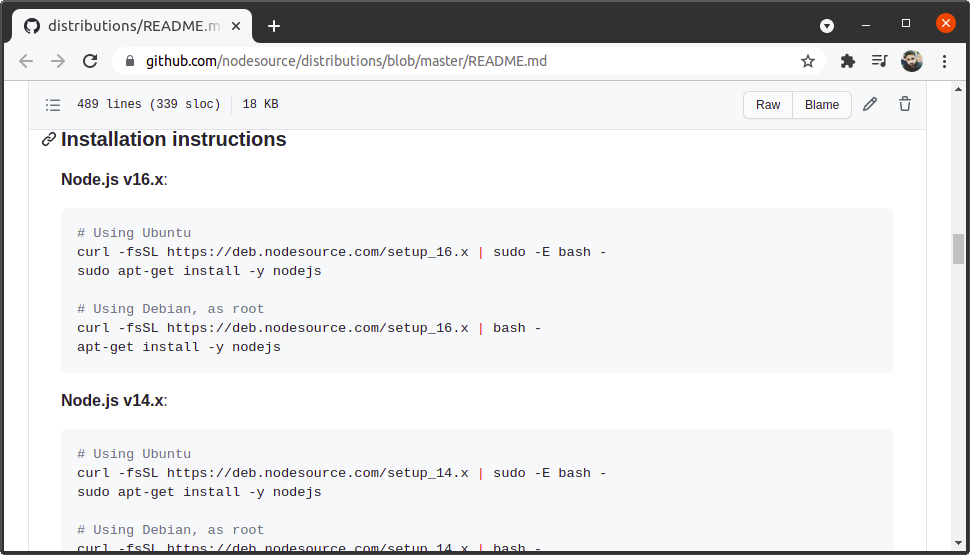 distributions/README.m
github.com/nodesource/distributions/blob/master/README.md
489 lines (339 sloc) 18 KB
Raw Blame
Installation instructions
Node.js v16.x:
# Using Ubuntu
curl -fsSL https://deb.nodesource.com/setup_16.x | sudo -E bash -
sudo apt-get install -y nodejs
# Using Debian, as root
curl -fsSL https://deb.nodesource.com/setup_16.x | bash -
apt-get install -y nodejs
Node.js v14.x:
# Using Ubuntu
curl -fsSL https://deb.nodesource.com/setup_14.x | sudo -E bash -
sudo apt-get install -y nodejs
# Using Debian, as root
curl -fsSL https://deb.nodesource.com/setup_14.x | bash -